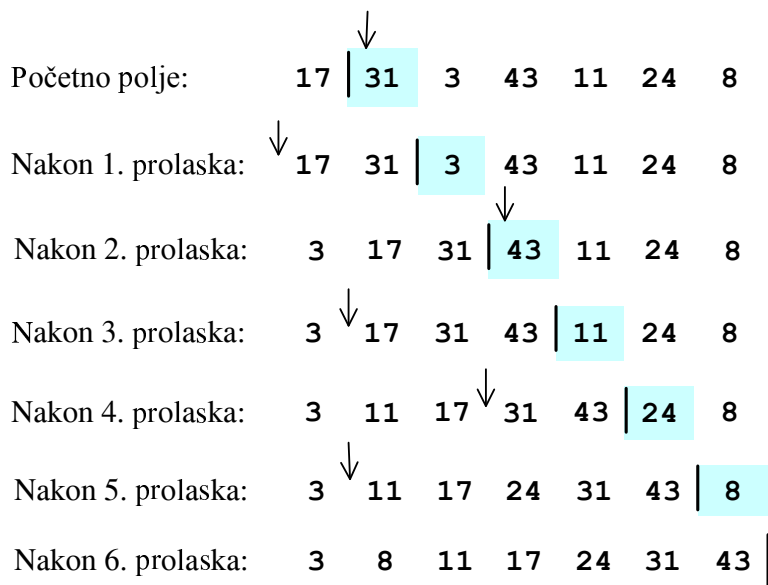 Početno polje: 17 31 3 43 11 24 8
Nakon 1. prolaska: 17 31 3 43 11 24 8
Nakon 2. prolaska: 3 17 31 43 11 24 8
Nakon 3. prolaska: 3 17 31 43 11 24 8
Nakon 4. prolaska: 3 11 17 31 43 24 8
Nakon 5. prolaska: 3 11 17 24 31 43 8
Nakon 6. prolaska: 3 8 11 17 24 31 43